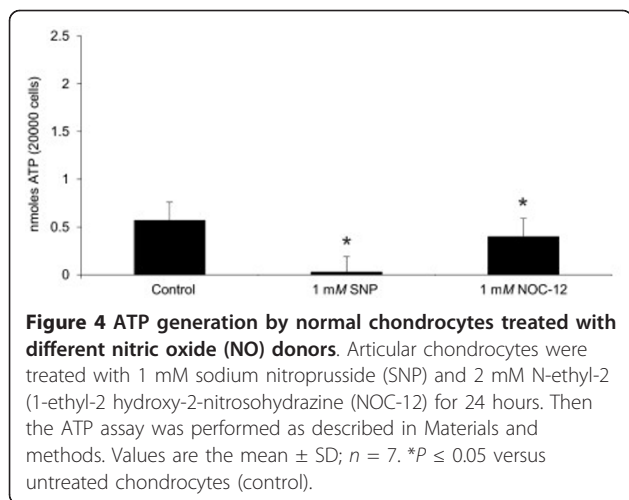 2.5
2
1.5
1
0.5
0
nmoles ATP (20000 cells)
*
*
Control
1 mM SNP
1 mM NOC-12
Figure 4 ATP generation by normal chondrocytes treated with
different nitric oxide (NO) donors. Articular chondrocytes were
treated with 1 mM sodium nitroprusside (SNP) and 2 mM N-ethyl-2
(1-ethyl-2 hydroxy-2-nitrosohydrazine (NOC-12) for 24 hours. Then
the ATP assay was performed as described in Materials and
methods. Values are the mean ± SD; n = 7. *P ≤ 0.05 versus
untreated chondrocytes (control).